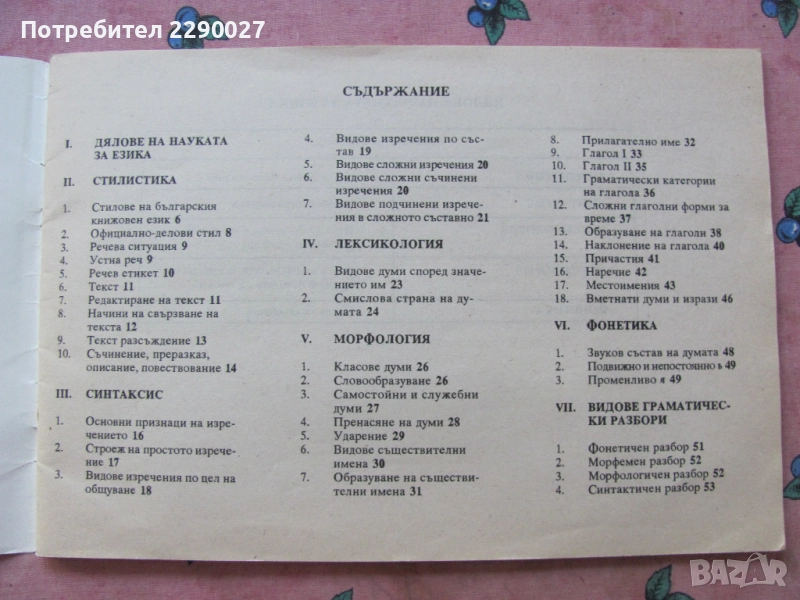 Потребител 2290027
СЪДЪРЖАНИЕ
I. ДЯЛОВЕ НА НАУКАТА
ЗА ЕЗИКА
II. СТИЛИСТИКА
1. Стилове на българския
книжовен език 6
2. Официално-делови стил 8
3. Речева ситуация 9
4. Устна реч 9
5. Речев етикет 10
6. Текст 11
7. Редактиране на текст 11
8. Начини на свързване на
текста 12
9. Текст разсъждение 13
10. Съчинение, преразказ,
описание, повествование 14
III. СИНТАКСИС
1. Основни признаци на изре-
чението 16
2. Строеж на простото изрече-
ние 17
3. Видове изречения по цел на
общуване 18
4. Видове изречения по със-
тав 19
5. Видове сложни изречения 20
6. Видове сложни съчинени
изречения 20
7. Видове подчинени изрече-
ния в сложното съставно 21
IV. ЛЕКСИКОЛОГИЯ
1. Видове думи според значе-
нието им 23
2. Смислова страна на ду-
мата 24
V. МОРФОЛОГИЯ
1. Класове думи 26
2. Словообразуване 26
3. Самостойни и служебни
думи 27
4. Пренасяне на думи 28
5. Ударение 29
6. Видове съществителни
имена 30
7. Образуване на съществи-
телни имена 31
8. Прилагателно име 32
9. Глагол I 33
10. Глагол II 35
11. Граматически категории
на глагола 36
12. Сложни глаголни форми за
време 37
13. Образуване на глаголи 38
14. Наклонение на глагола 40
15. Причастия 41
16. Наречие 42
17. Местоимения 43
18. Вметнати думи и изрази 46
VI. ФОНЕТИКА
1. Звуков състав на думата 48
2. Подвижно и непостоянно ъ 49
3. Променливо я 49
VII. ВИДОВЕ ГРАМАТИЧЕС-
КИ РАЗБОРИ
1. Фонетичен разбор 51
2. Морфемен разбор 52
3. Морфологичен разбор 52
4. Синтактичен разбор 53
BAZAR